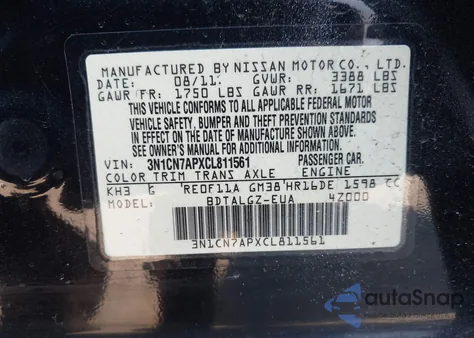 MANUFACTURED BY NISSAN MOTOR CO., LTD.
DATE: 08/11 GVWR: 3388 LBS
GAWR FR: 1750 LBS GAWR RR: 1671 LBS
THIS VEHICLE CONFORMS TO ALL APPLICABLE FEDERAL MOTOR
VEHICLE SAFETY, BUMPER, AND THEFT PREVENTION STANDARDS
IN EFFECT ON THE DATE OF MANUFACTURE SHOWN ABOVE.
SEE OWNER'S MANUAL FOR ADDITIONAL INFORMATION.
VIN: 3N1CN7APXCL811561 PASSENGER CAR.
COLOR TRIM TRANS AXLE ENGINE
KH3 G RE0F11A GM38 HR16DE 1598 CC
MODEL: BDTALGZ-EUA 4Z000
3N1CN7APXCL811561
autoSnap